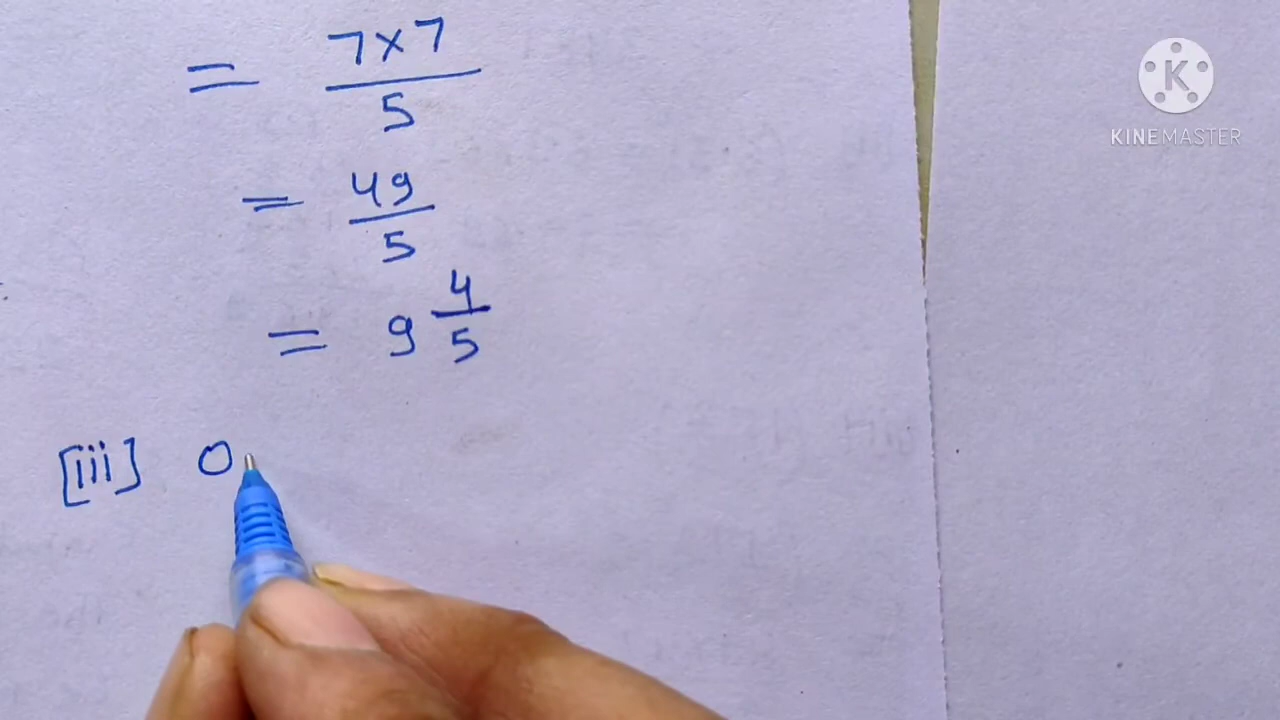 = 7×7/5
= 49/5
= 9 4/5
[iii] 0
K
KINEMASTER